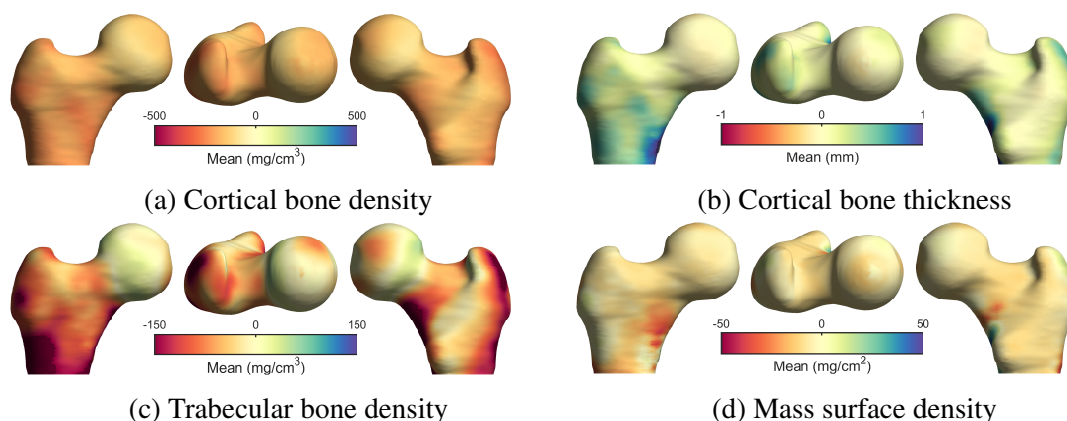 -500 0 500
Mean (mg/cm³)
(a) Cortical bone density
-1 0 1
Mean (mm)
(b) Cortical bone thickness
-150 0 150
Mean (mg/cm³)
(c) Trabecular bone density
-50 0 50
Mean (mg/cm²)
(d) Mass surface density